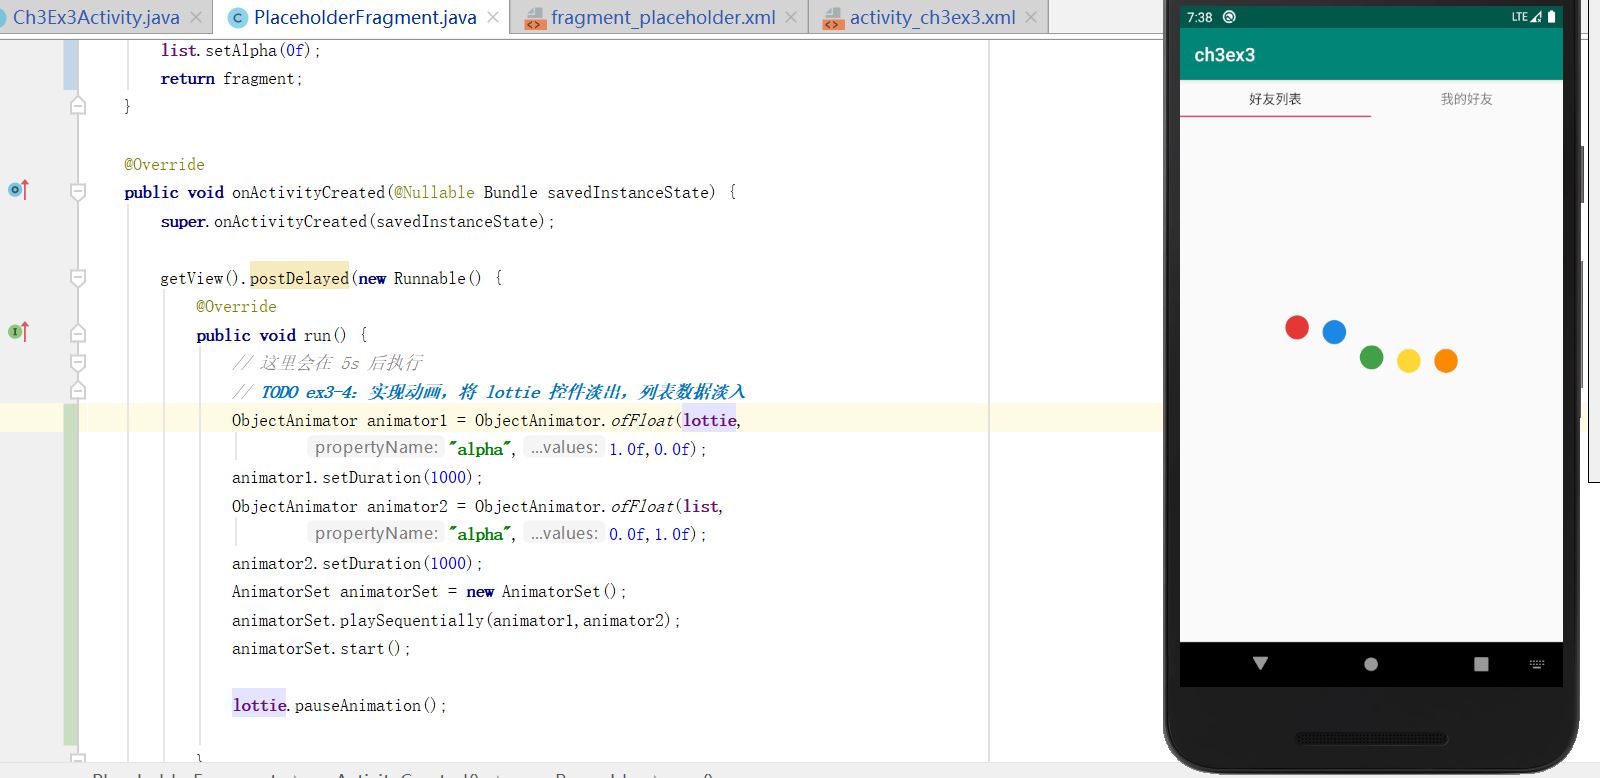 Ch3Ex3Activity.java
PlaceholderFragment.java
fragment_placeholder.xml
activity_ch3ex3.xml
list.setAlpha(0f);
return fragment;
}
@Override
public void onActivityCreated(@Nullable Bundle savedInstanceState) {
super.onActivityCreated(savedInstanceState);
getView().postDelayed(new Runnable() {
@Override
public void run() {
// 这里会在 5s 后执行
// TODO ex3-4: 实现动画，将 lottie 控件淡出，列表数据淡入
ObjectAnimator animator1 = ObjectAnimator.ofFloat(lottie,
propertyName: "alpha", ...values: 1.0f,0.0f);
animator1.setDuration(1000);
ObjectAnimator animator2 = ObjectAnimator.ofFloat(list,
propertyName: "alpha", ...values: 0.0f,1.0f);
animator2.setDuration(1000);
AnimatorSet animatorSet = new AnimatorSet();
animatorSet.playSequentially(animator1,animator2);
animatorSet.start();
lottie.pauseAnimation();
}
7:38
LTE
ch3ex3
好友列表
我的好友